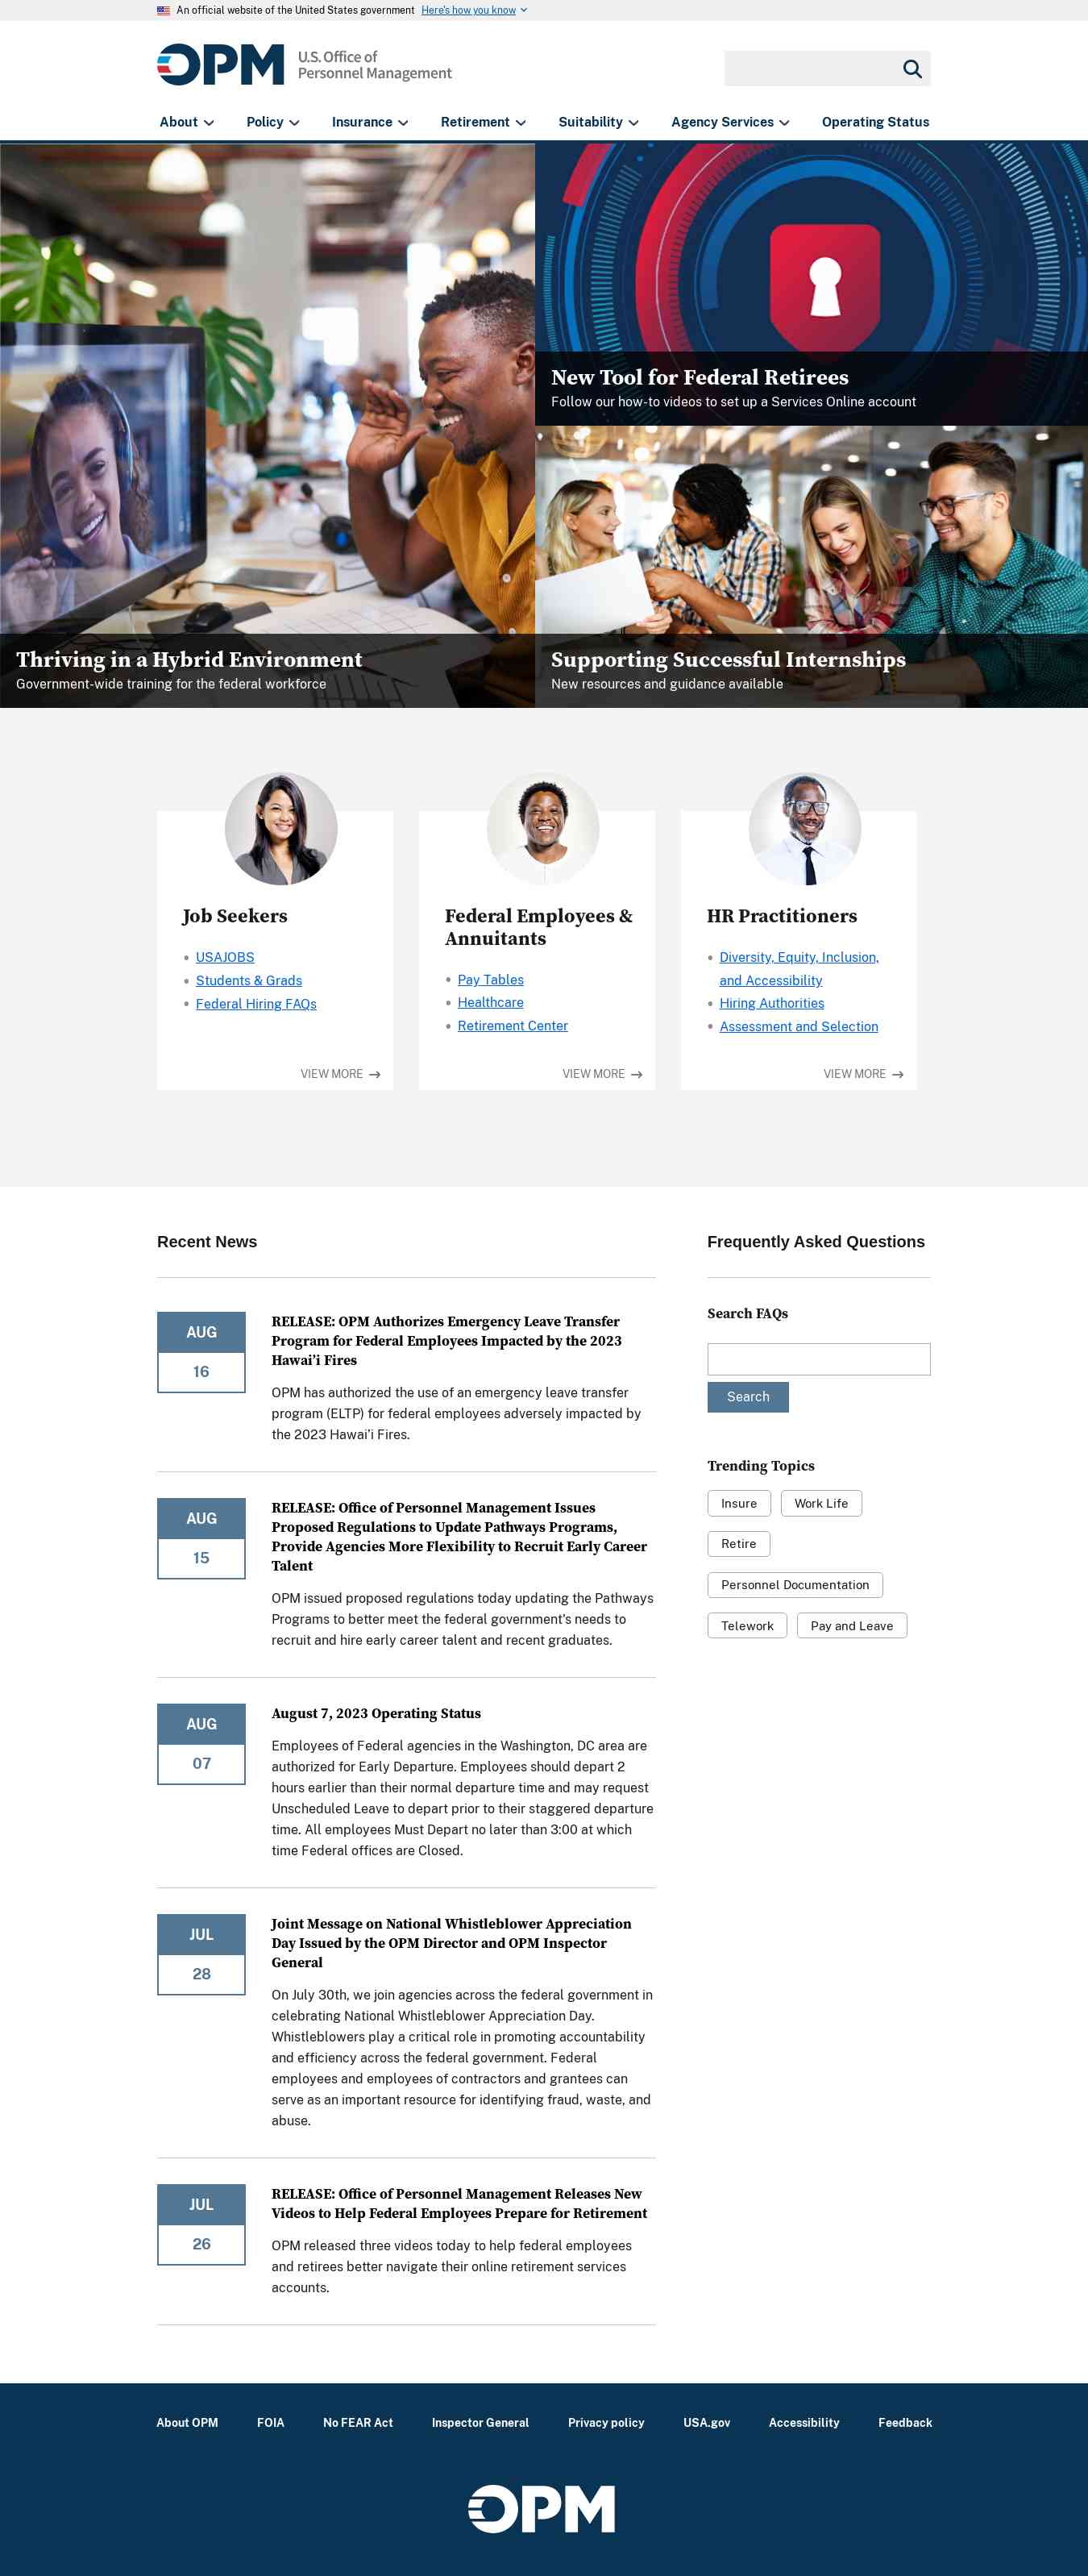 An official website of the United States government Here's how you know
OPM
U.S. Office of
Personnel Management
About Policy Insurance Retirement Suitability Agency Services Operating Status
New Tool for Federal Retirees
Follow our how-to videos to set up a Services Online account
Thriving in a Hybrid Environment
Government-wide training for the federal workforce
Supporting Successful Internships
New resources and guidance available
Job Seekers
USAJOBS
Students & Grads
Federal Hiring FAQs
VIEW MORE
Federal Employees &
Annuitants
Pay Tables
Healthcare
Retirement Center
VIEW MORE
HR Practitioners
Diversity, Equity, Inclusion,
and Accessibility
Hiring Authorities
Assessment and Selection
VIEW MORE
Recent News
AUG
16
RELEASE: OPM Authorizes Emergency Leave Transfer
Program for Federal Employees Impacted by the 2023
Hawai’i Fires
OPM has authorized the use of an emergency leave transfer
program (ELTP) for federal employees adversely impacted by
the 2023 Hawai’i Fires.
AUG
15
RELEASE: Office of Personnel Management Issues
Proposed Regulations to Update Pathways Programs,
Provide Agencies More Flexibility to Recruit Early Career
Talent
OPM issued proposed regulations today updating the Pathways
Programs to better meet the federal government's needs to
recruit and hire early career talent and recent graduates.
AUG
07
August 7, 2023 Operating Status
Employees of Federal agencies in the Washington, DC area are
authorized for Early Departure. Employees should depart 2
hours earlier than their normal departure time and may request
Unscheduled Leave to depart prior to their staggered departure
time. All employees Must Depart no later than 3:00 at which
time Federal offices are Closed.
JUL
28
Joint Message on National Whistleblower Appreciation
Day Issued by the OPM Director and OPM Inspector
General
On July 30th, we join agencies across the federal government in
celebrating National Whistleblower Appreciation Day.
Whistleblowers play a critical role in promoting accountability
and efficiency across the federal government. Federal
employees and employees of contractors and grantees can
serve as an important resource for identifying fraud, waste, and
abuse.
JUL
26
RELEASE: Office of Personnel Management Releases New
Videos to Help Federal Employees Prepare for Retirement
OPM released three videos today to help federal employees
and retirees better navigate their online retirement services
accounts.
Frequently Asked Questions
Search FAQs
Search
Trending Topics
Insure Work Life
Retire
Personnel Documentation
Telework Pay and Leave
About OPM FOIA No FEAR Act Inspector General Privacy policy USA.gov Accessibility Feedback
OPM